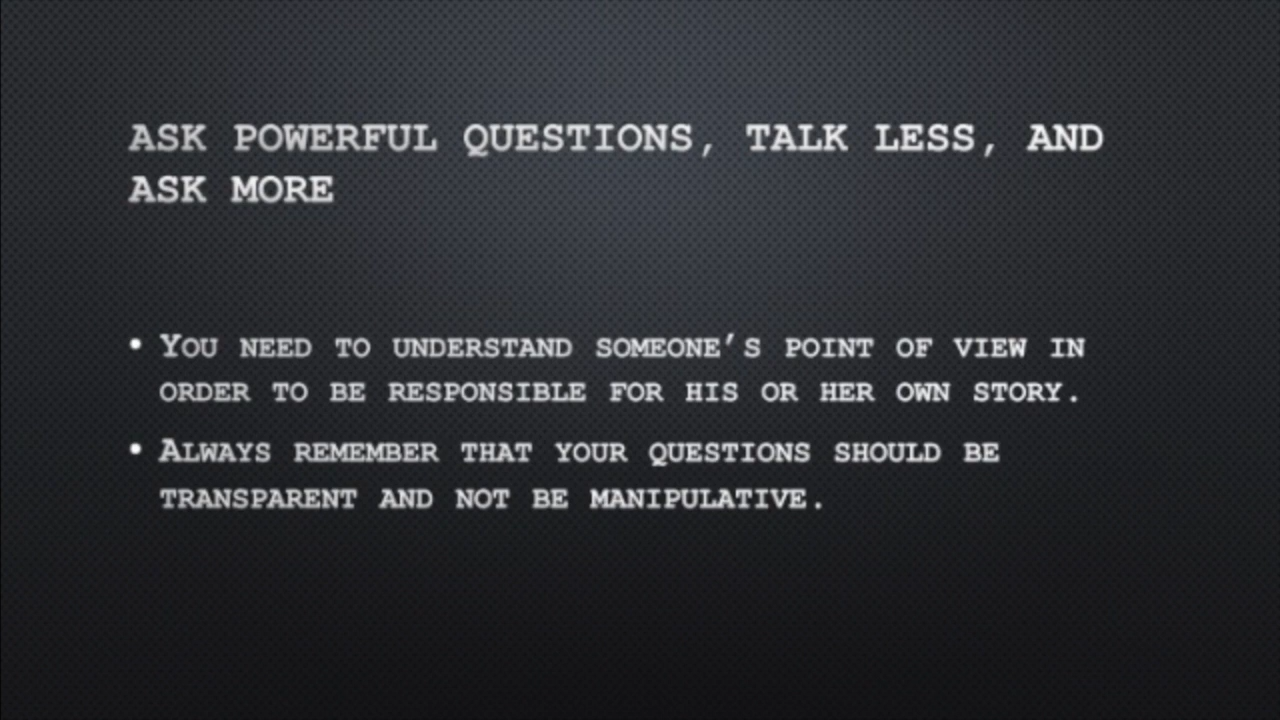 ASK POWERFUL QUESTIONS, TALK LESS, AND
ASK MORE
• YOU NEED TO UNDERSTAND SOMEONE'S POINT OF VIEW IN
ORDER TO BE RESPONSIBLE FOR HIS OR HER OWN STORY.
• ALWAYS REMEMBER THAT YOUR QUESTIONS SHOULD BE
TRANSPARENT AND NOT BE MANIPULATIVE.